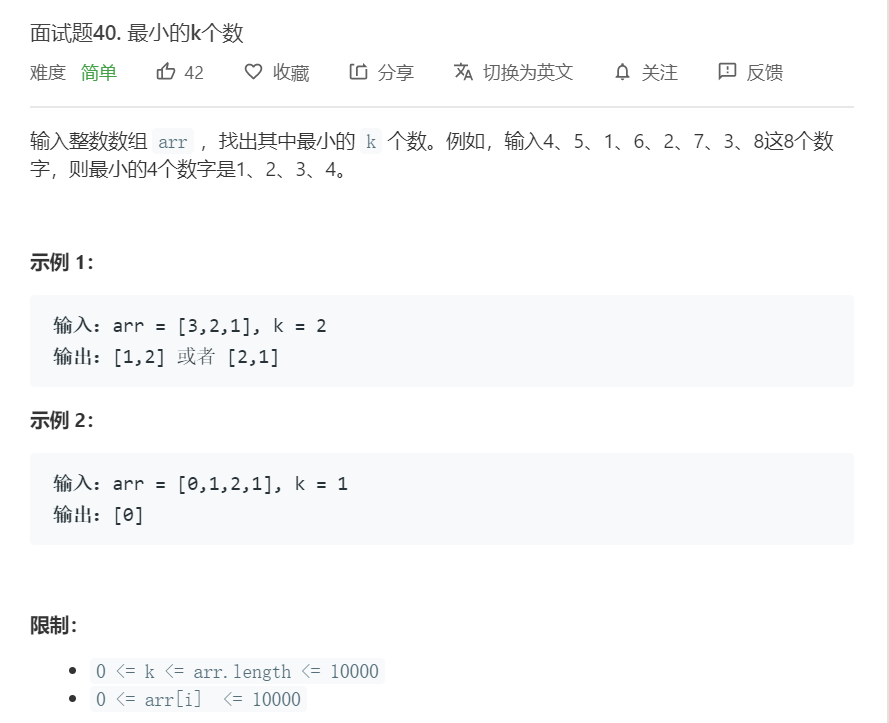 面试题40. 最小的k个数
难度 简单 42 收藏 分享 切换为英文 关注 反馈
输入整数数组 arr ，找出其中最小的 k 个数。例如，输入4、5、1、6、2、7、3、8这8个数
字，则最小的4个数字是1、2、3、4。
示例 1：
输入：arr = [3,2,1], k = 2
输出：[1,2] 或者 [2,1]
示例 2：
输入：arr = [0,1,2,1], k = 1
输出：[0]
限制：
0 <= k <= arr.length <= 10000
0 <= arr[i] <= 10000